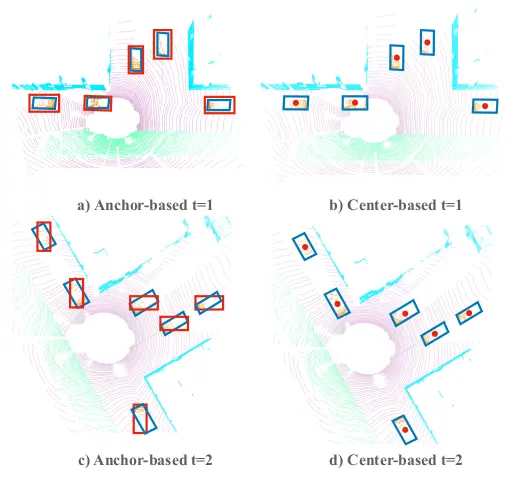 a) Anchor-based t=1
b) Center-based t=1
c) Anchor-based t=2
d) Center-based t=2